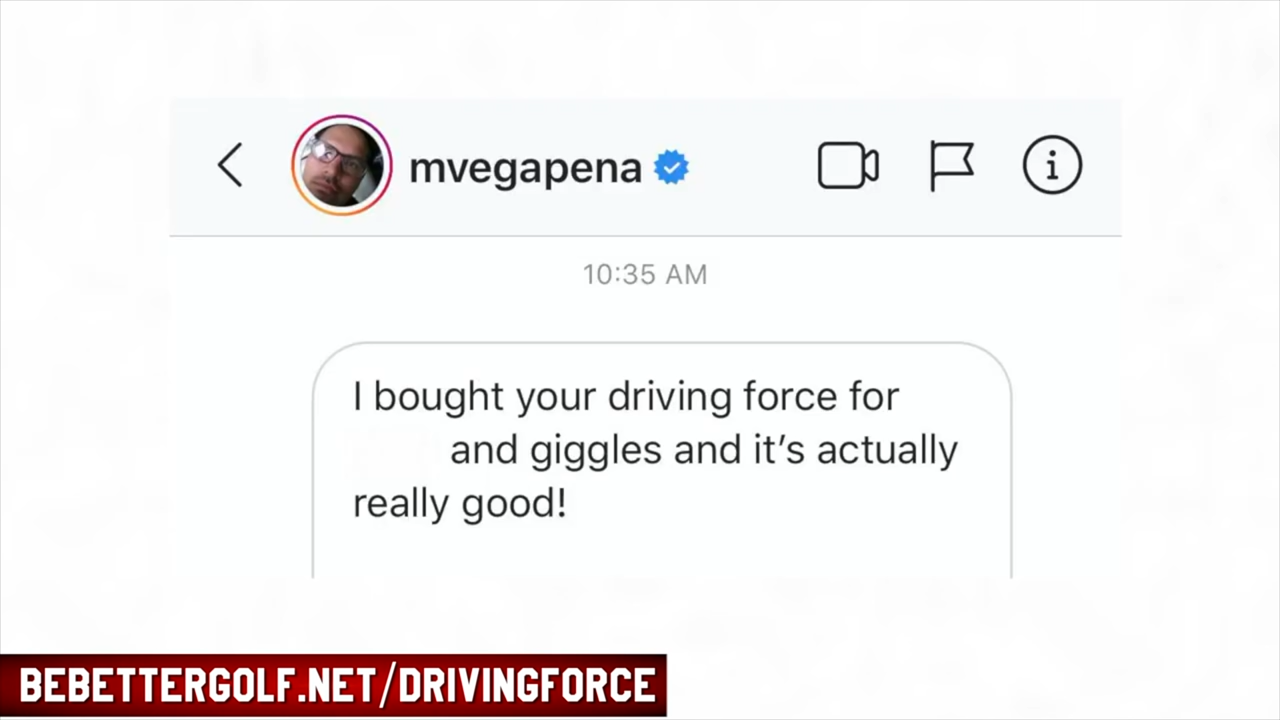 mvegapena
10:35 AM
I bought your driving force for
and giggles and it's actually
really good!
BEBETTERGOLF.NET/DRIVINGFORCE